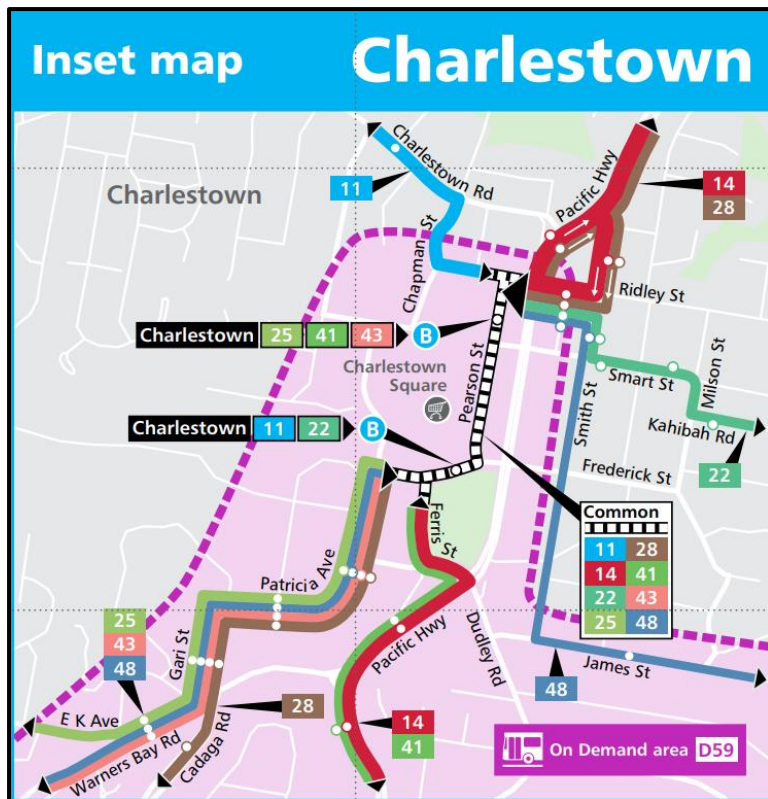 Inset map
Charlestown
Charlestown
Charlestown Rd
Pacific Hwy
11
14
28
Chapman St
Ridley St
Charlestown 25 41 43 B
Charlestown
Square
Pearson St
Smart St
Milson St
Smith St
Kahibah Rd
Charlestown 11 22 B
Frederick St
22
Ferris St
Common
11 28
14 41
22 43
25 48
Patricia Ave
25
43
48
Gari St
Pacific Hwy
Dudley Rd
James St
48
E K Ave
28
14
41
Warners Bay Rd
Cadaga Rd
On Demand area D59